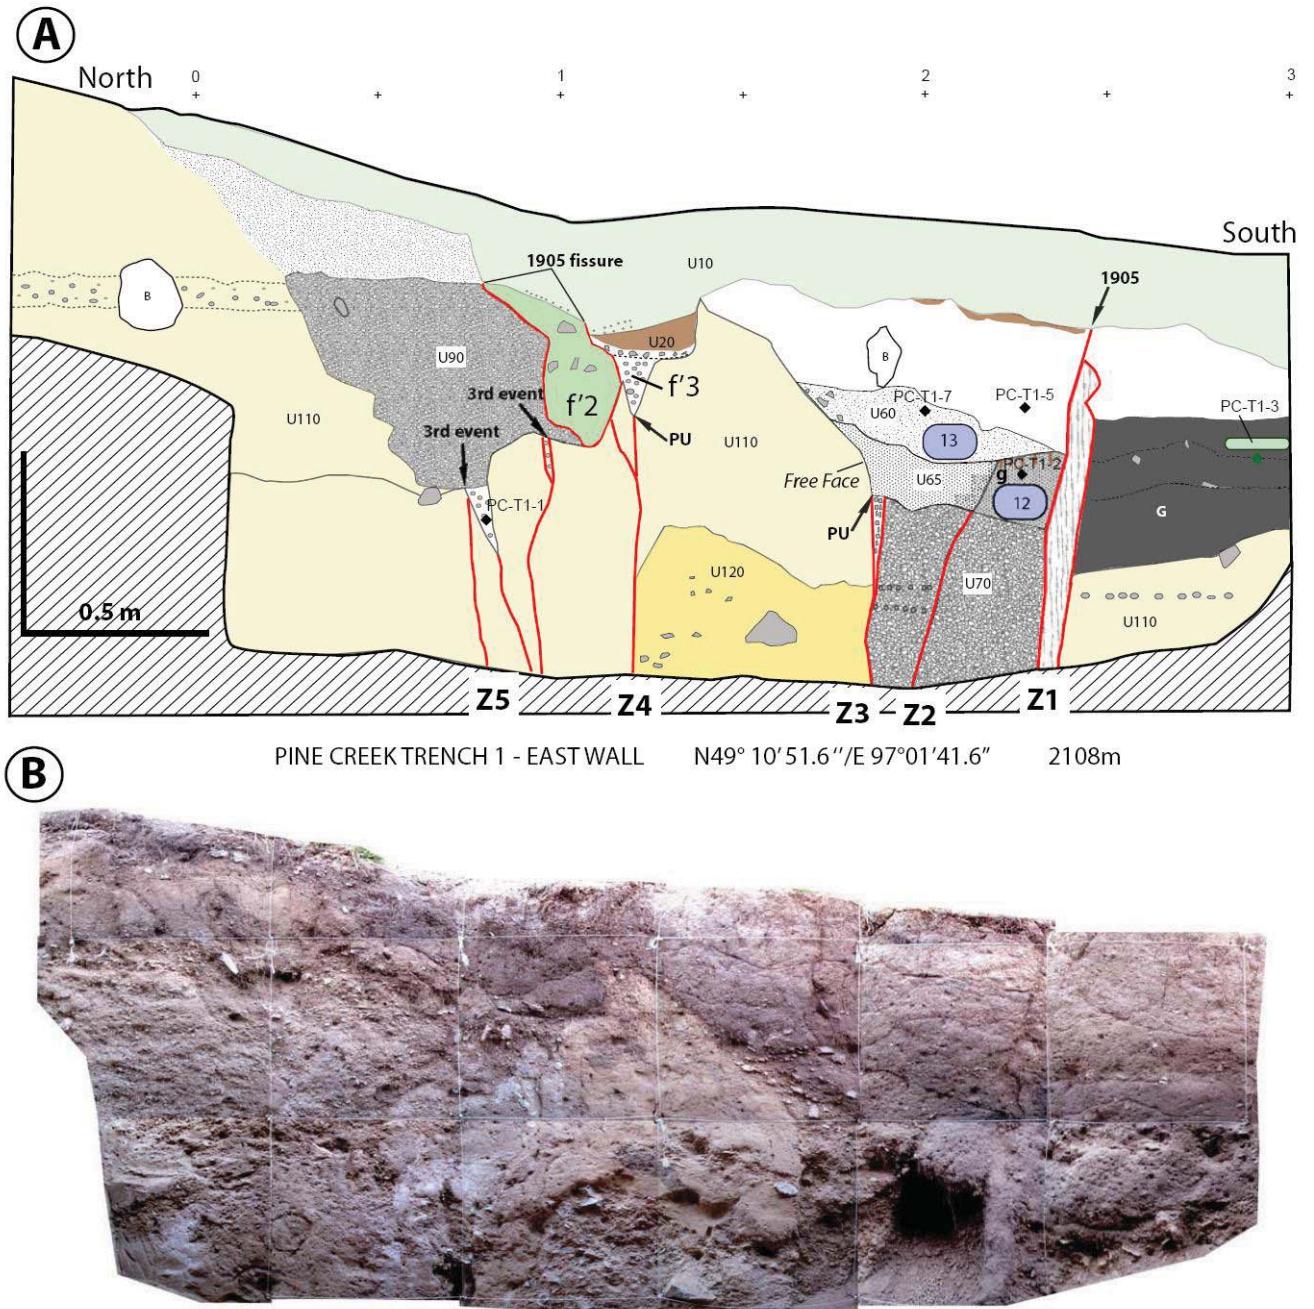 A
North 0 1 2 3
South
1905 fissure
U10
1905
B
U20
B
U90
f'3
PC-T1-7 PC-T1-5
PC-T1-3
3rd event
f'2
U60
U110
3rd event
PU
U110
13
PC-T1-2
Free Face
U65
g
12
PC-T1-1
G
PU
U120
U70
0.5 m
U110
Z5 Z4 Z3 Z2 Z1
PINE CREEK TRENCH 1 - EAST WALL N49° 10'51.6''/E 97°01'41.6" 2108m
B